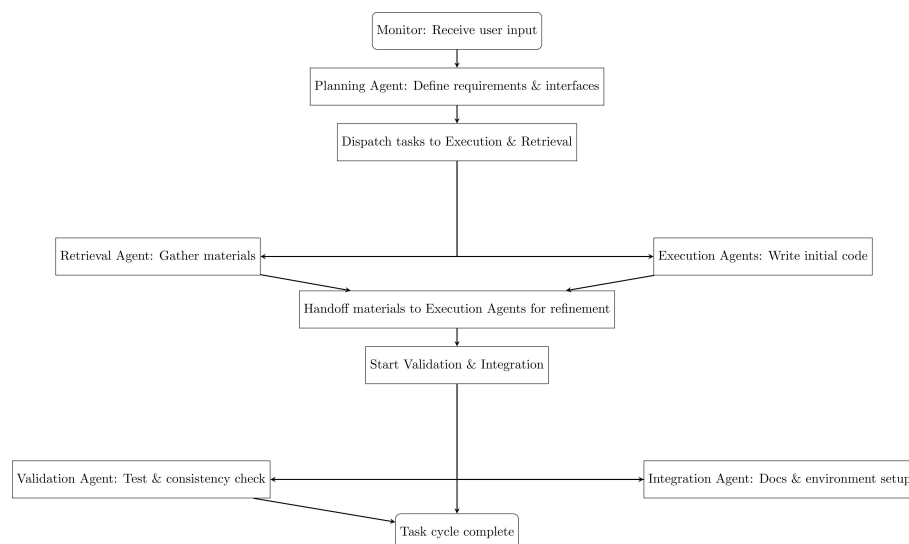 Monitor: Receive user input
Planning Agent: Define requirements & interfaces
Dispatch tasks to Execution & Retrieval
Retrieval Agent: Gather materials
Execution Agents: Write initial code
Handoff materials to Execution Agents for refinement
Start Validation & Integration
Validation Agent: Test & consistency check
Integration Agent: Docs & environment setup
Task cycle complete